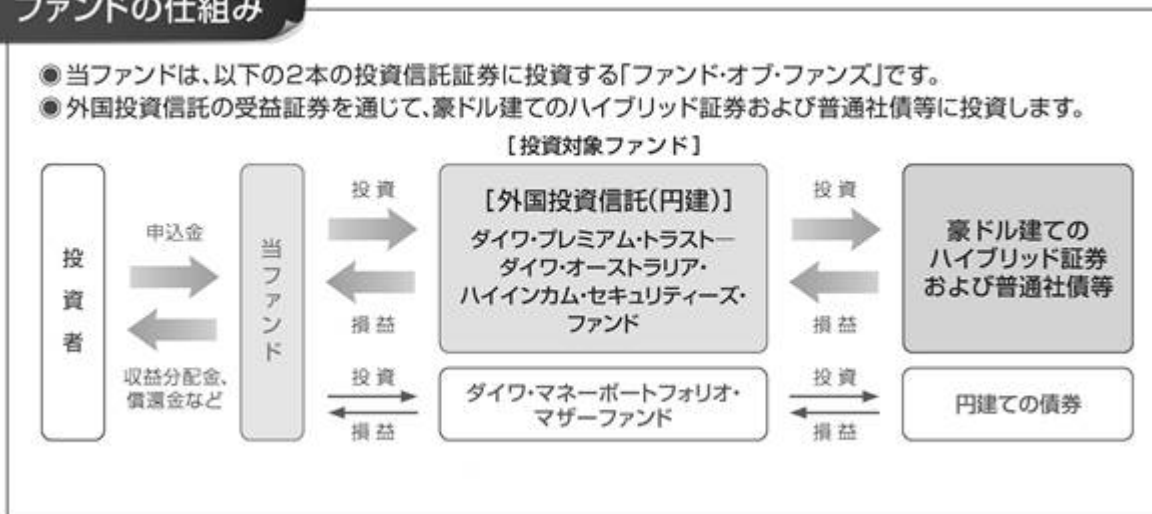 ファンドの仕組み
●当ファンドは、以下の2本の投資信託証券に投資する「ファンド・オブ・ファンズ」です。
●外国投資信託の受益証券を通じて、豪ドル建てのハイブリッド証券および普通社債等に投資します。
[投資対象ファンド]
投資者
申込金
収益分配金、
償還金など
当ファンド
投資
損益
投資
損益
[外国投資信託(円建)]
ダイワ・プレミアム・トラスト―
ダイワ・オーストラリア・
ハイインカム・セキュリティーズ・
ファンド
ダイワ・マネーポートフォリオ・
マザーファンド
投資
損益
投資
損益
豪ドル建ての
ハイブリッド証券
および普通社債等
円建ての債券